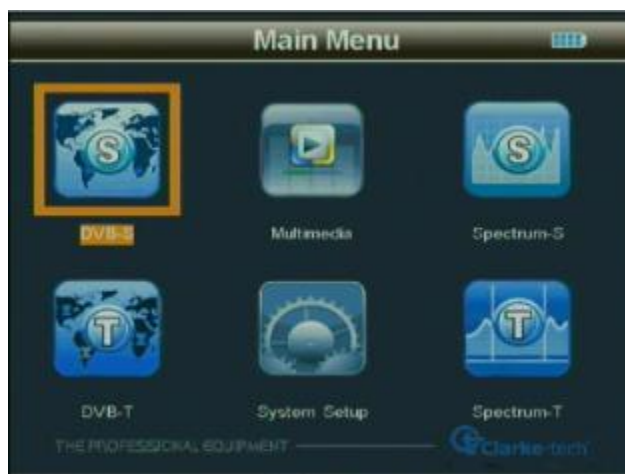 Main Menu
S
S
DVB-S
Multimedia
Spectrum-S
T
T
DVB-T
System Setup
Spectrum-T
THE PROFESSIONAL EQUIPMENT
Clarke-tech